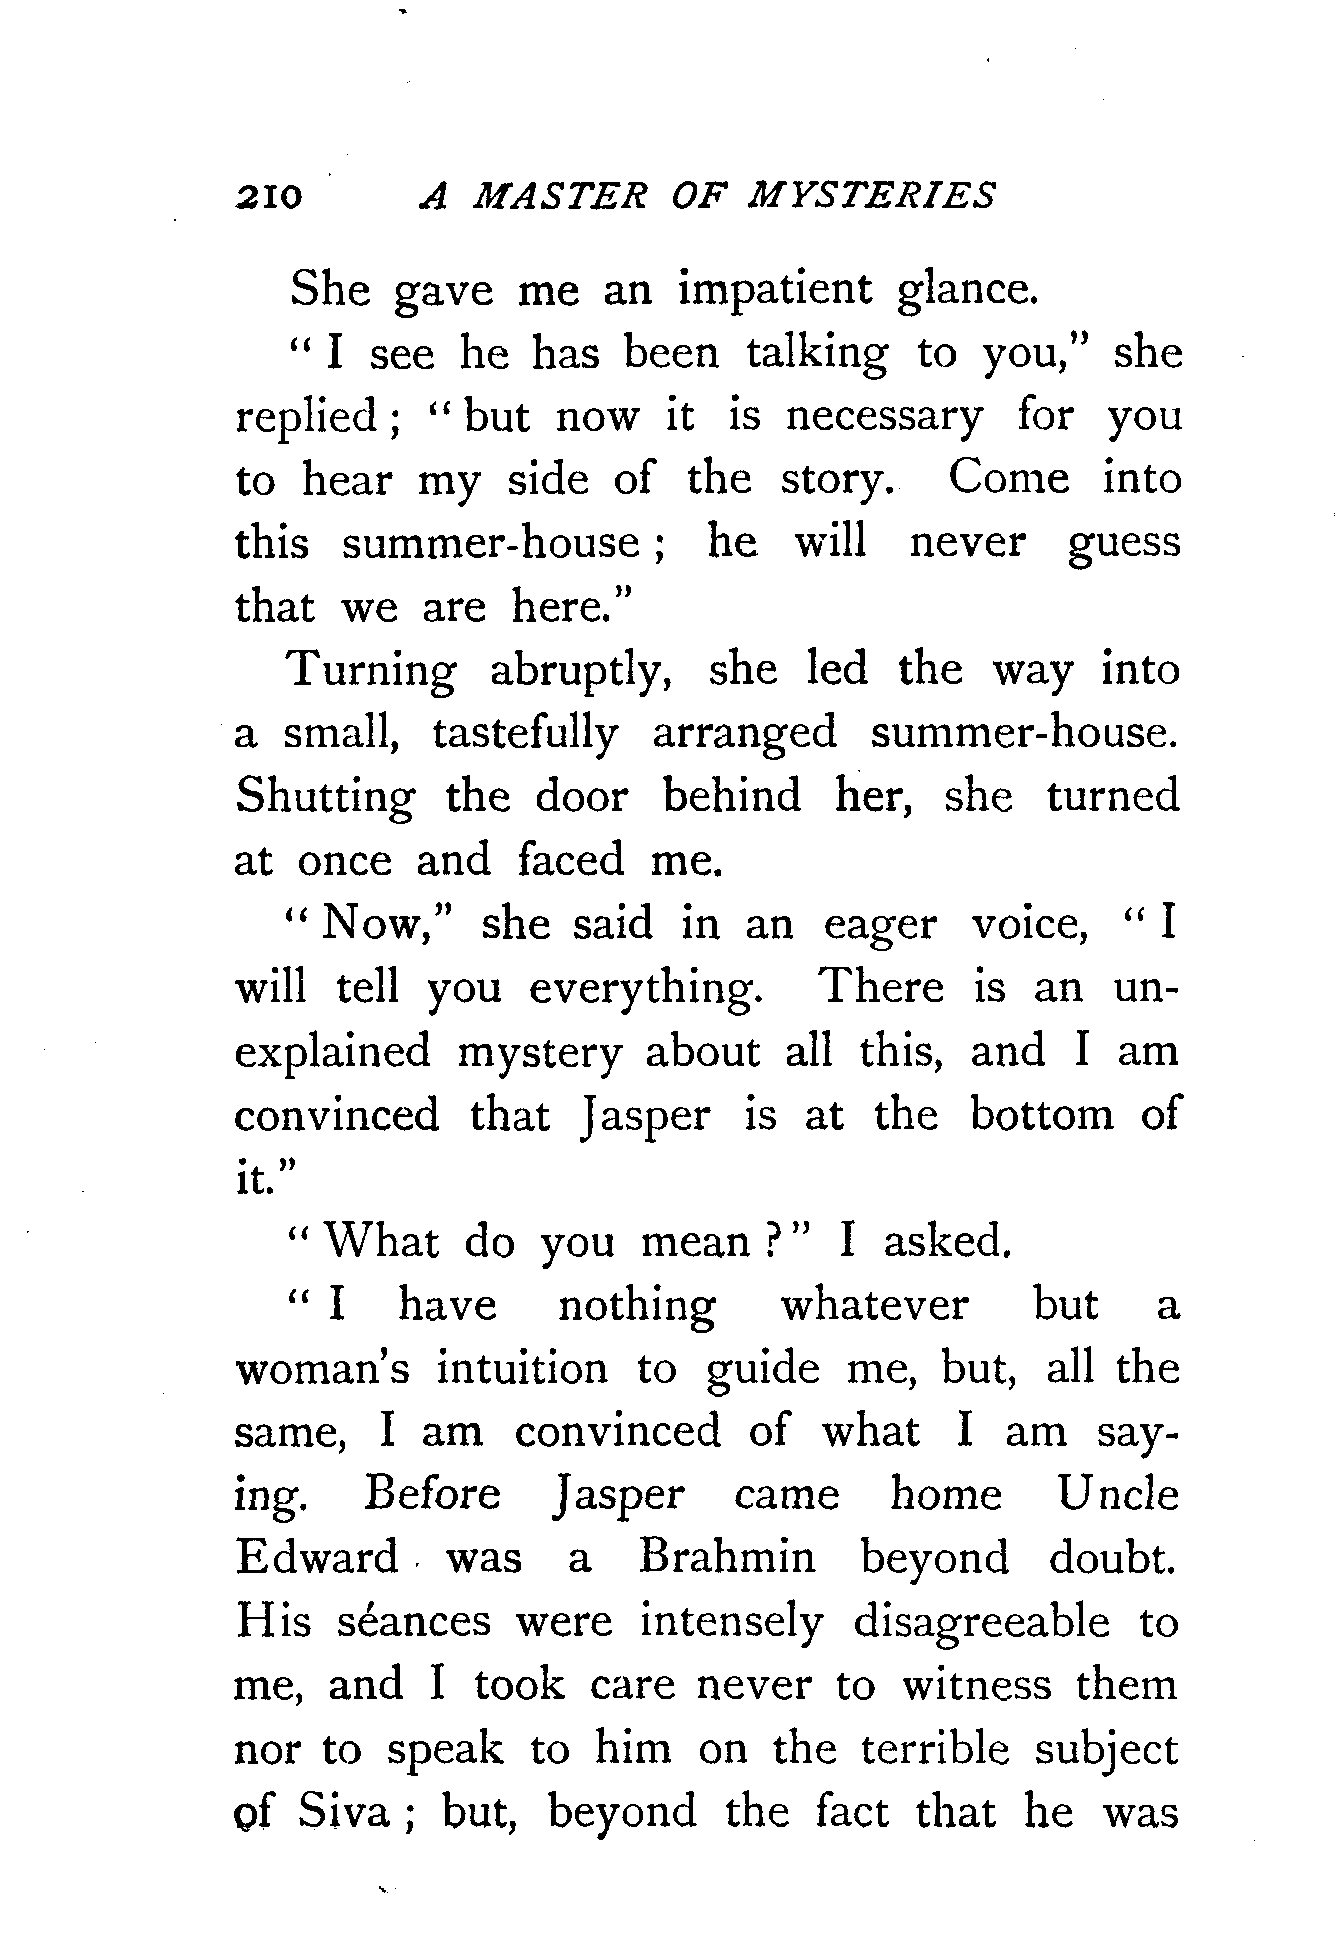 210 A MASTER OF MYSTERIES
She gave me an impatient glance.
" I see he has been talking to you," she
replied ; " but now it is necessary for you
to hear my side of the story. Come into
this summer-house ; he will never guess
that we are here."
Turning abruptly, she led the way into
a small, tastefully arranged summer-house.
Shutting the door behind her, she turned
at once and faced me.
" Now," she said in an eager voice, " I
will tell you everything. There is an un-
explained mystery about all this, and I am
convinced that Jasper is at the bottom of
it."
" What do you mean ? " I asked.
" I have nothing whatever but a
woman's intuition to guide me, but, all the
same, I am convinced of what I am say-
ing. Before Jasper came home Uncle
Edward was a Brahmin beyond doubt.
His séances were intensely disagreeable to
me, and I took care never to witness them
nor to speak to him on the terrible subject
of Siva ; but, beyond the fact that he was